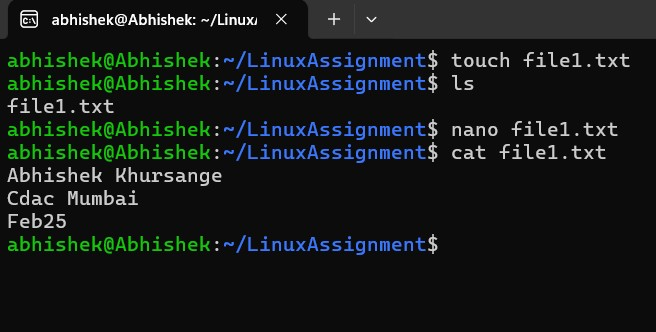 abhishek@Abhishek: ~/Linux/
abhishek@Abhishek:~/LinuxAssignment$ touch file1.txt
abhishek@Abhishek:~/LinuxAssignment$ ls
file1.txt
abhishek@Abhishek:~/LinuxAssignment$ nano file1.txt
abhishek@Abhishek:~/LinuxAssignment$ cat file1.txt
Abhishek Khursange
Cdac Mumbai
Feb25
abhishek@Abhishek:~/LinuxAssignment$